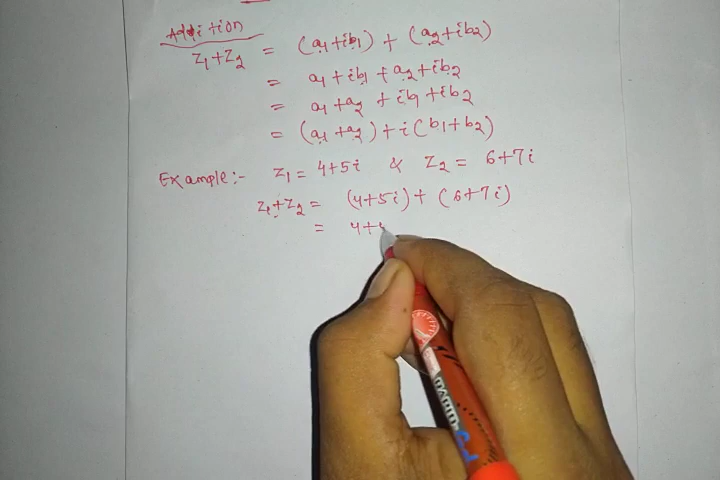 Addition
Z1+Z2 = (a1+ib1) + (a2+ib2)
= a1+ib1+a2+ib2
= a1+a2+ib1+ib2
= (a1+a2)+i(b1+b2)
Example:- Z1=4+5i & Z2= 6+7i
Z1+Z2 = (4+5i)+(6+7i)
= 4+